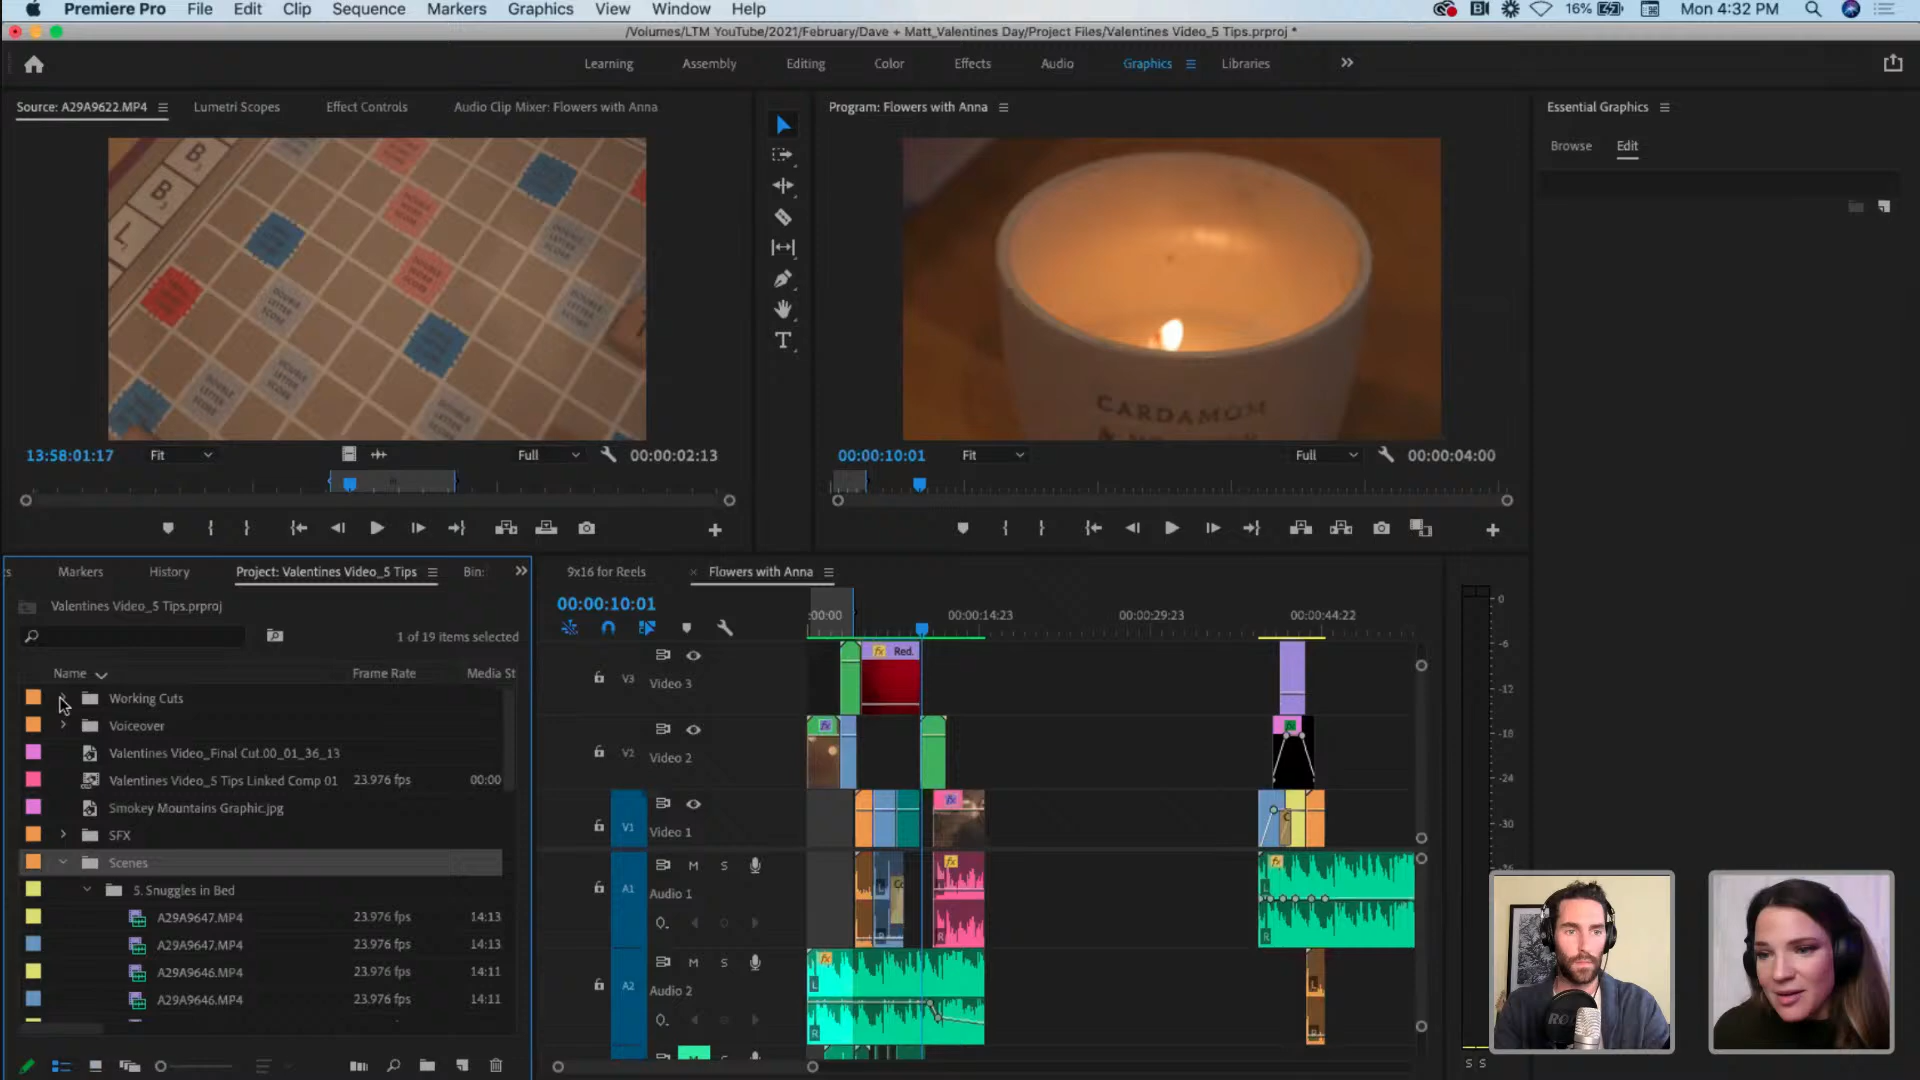 Premiere Pro File Edit Clip Sequence Markers Graphics View Window Help 16% Mon 4:32 PM
/Volumes/LTM YouTube/2021/February/Dave + Matt_Valentines Day/Project Files/Valentines Video_5 Tips.prproj *
Learning Assembly Editing Color Effects Audio Graphics Libraries
Source: A29A9622.MP4 Lumetri Scopes Effect Controls Audio Clip Mixer: Flowers with Anna
Program: Flowers with Anna
Essential Graphics
Browse Edit
B
B
L
DOUBLE LETTER SCORE
CARDAMOM
13:58:01:17 Fit Full 00:00:02:13
00:00:10:01 Fit Full 00:00:04:00
Markers History Project: Valentines Video_5 Tips Bin:
Valentines Video_5 Tips.prproj
1 of 19 items selected
Name Frame Rate Media St
Working Cuts
Voiceover
Valentines Video_Final Cut.00_01_36_13
Valentines Video_5 Tips Linked Comp 01 23.976 fps 00:00
Smokey Mountains Graphic.jpg
SFX
Scenes
5. Snuggles in Bed
A29A9647.MP4 23.976 fps 14:13
A29A9647.MP4 23.976 fps 14:13
A29A9646.MP4 23.976 fps 14:11
A29A9646.MP4 23.976 fps 14:11
9x16 for Reels × Flowers with Anna
00:00:10:01
:00:00 00:00:14:23 00:00:29:23 00:00:44:22
V3 Video 3
fx Red.
V2 Video 2
fx
V1 Video 1
fx
A1 Audio 1
M S
fx
L
R
A2 Audio 2
M S
fx
L
R
0
-6
-12
-18
-24
-30
S S